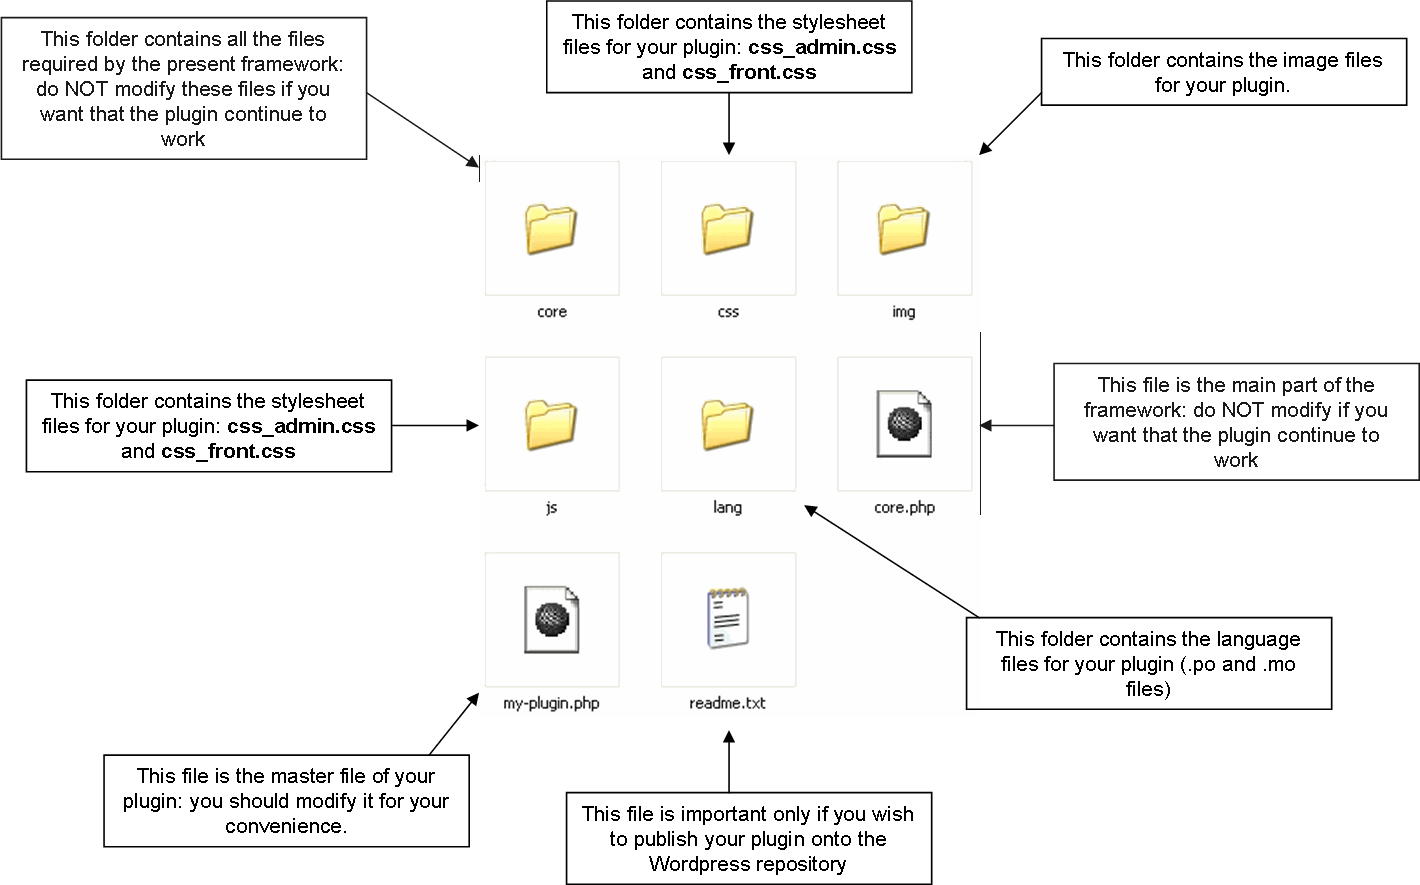 This folder contains all the files
required by the present framework:
do NOT modify these files if you
want that the plugin continue to
work
This folder contains the stylesheet
files for your plugin: css_admin.css
and css_front.css
This folder contains the image files
for your plugin.
core
css
img
This folder contains the stylesheet
files for your plugin: css_admin.css
and css_front.css
This file is the main part of the
framework: do NOT modify if you
want that the plugin continue to
work
js
lang
core.php
This folder contains the language
files for your plugin (.po and .mo
files)
my-plugin.php
readme.txt
This file is the master file of your
plugin: you should modify it for your
convenience.
This file is important only if you wish
to publish your plugin onto the
Wordpress repository